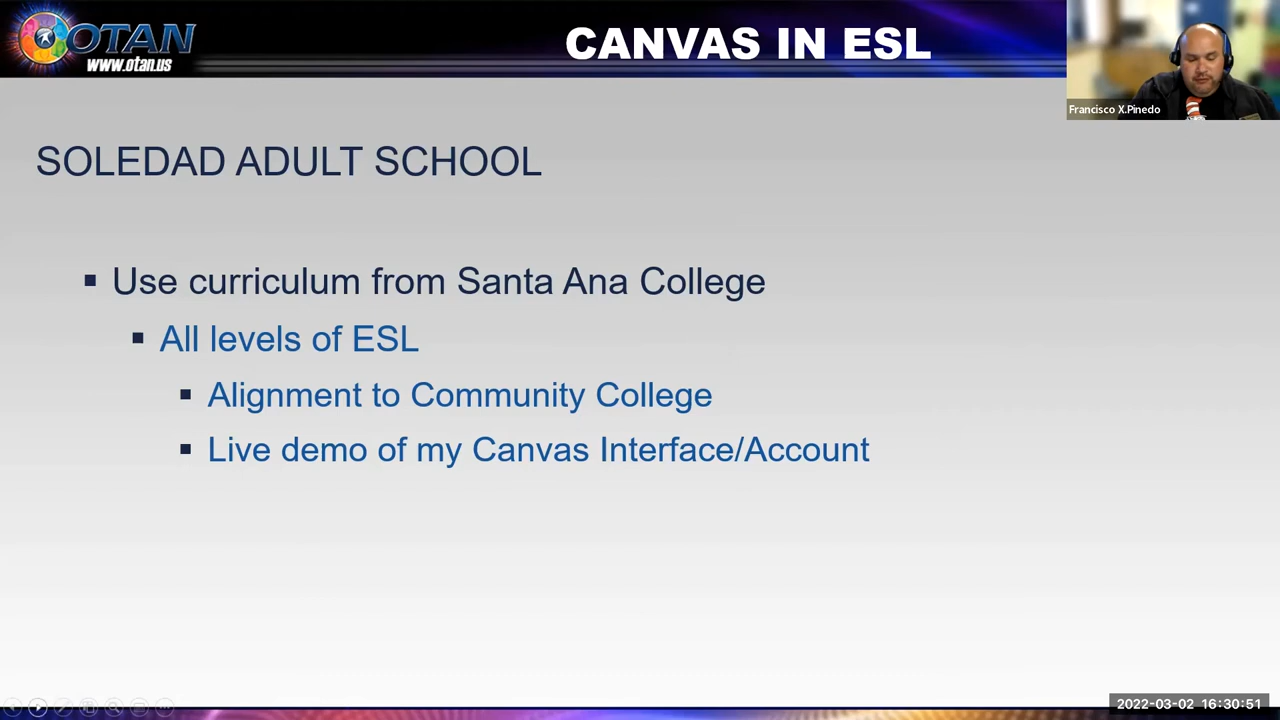 OTAN
www.otan.us
CANVAS IN ESL
Francisco X.Pinedo
SOLEDAD ADULT SCHOOL
Use curriculum from Santa Ana College
All levels of ESL
Alignment to Community College
Live demo of my Canvas Interface/Account
2022-03-02 16:30:51